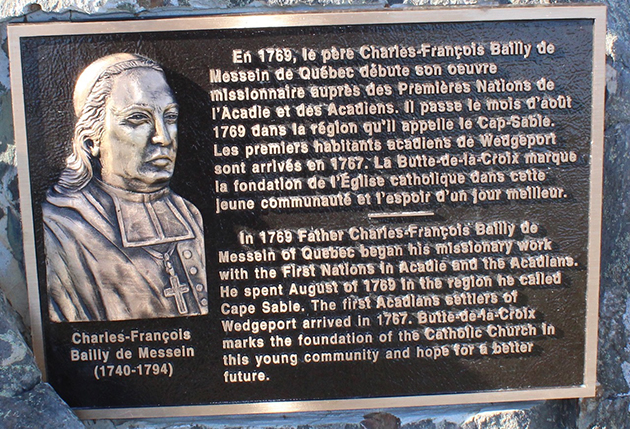 En 1769, le père Charles-François Bailly de
Messein de Québec débute son oeuvre
missionnaire auprès des Premières Nations de
l'Acadie et des Acadiens. Il passe le mois d'août
1769 dans la région qu'il appelle le Cap-Sable.
Les premiers habitants acadiens de Wedgeport
sont arrivés en 1767. La Butte-de-la-Croix marque
la fondation de l'Église catholique dans cette
jeune communauté et l'espoir d'un jour meilleur.
In 1769 Father Charles-François Bailly de
Messein of Quebec began his missionary work
with the First Nations in Acadie and the Acadians.
He spent August of 1769 in the region he called
Cape Sable. The first Acadians settlers of
Wedgeport arrived in 1767. Butte-de-la-Croix
marks the foundation of the Catholic Church in
this young community and hope for a better
future.
Charles-François
Bailly de Messein
(1740-1794)